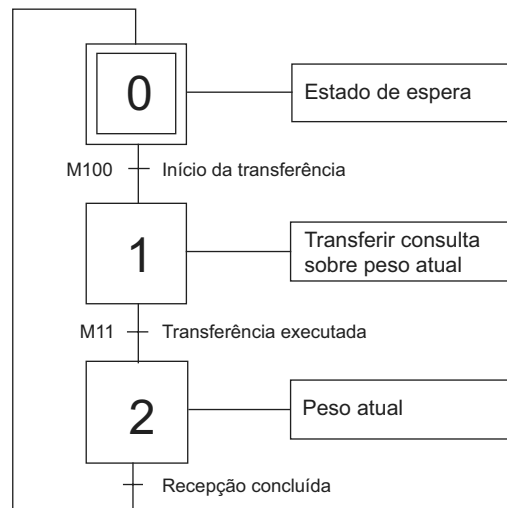 0
Estado de espera
M100 Início da transferência
1
Transferir consulta
sobre peso atual
M11 Transferência executada
2
Peso atual
Recepção concluída